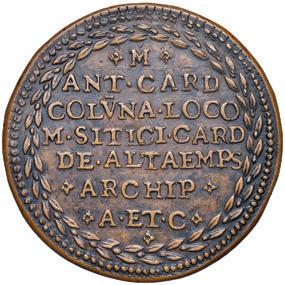 M
ANT·CARD
COLVNA·LOCO
M·SITICI·CARD
DE·ALTAEMPS
ARCHIP
A·ET·C